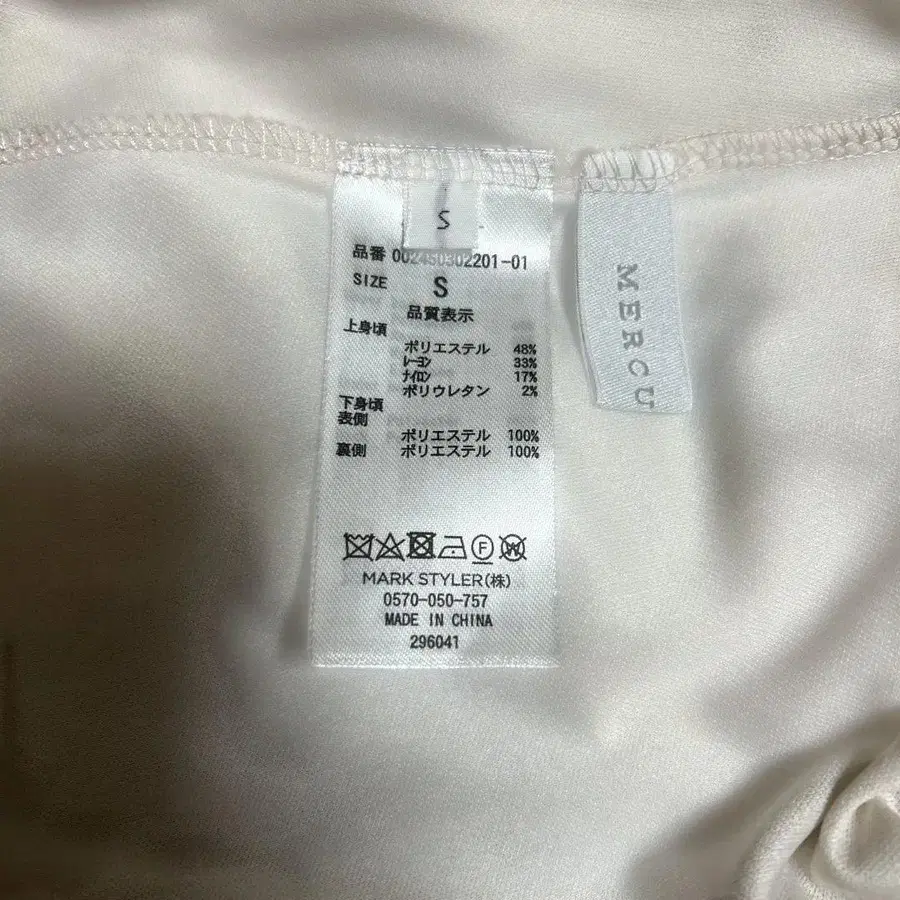 S
品番 002450302201-01
SIZE S
品質表示
上身頃
ポリエステル 48%
レーヨン 33%
ナイロン 17%
ポリウレタン 2%
下身頃
表側
ポリエステル 100%
裏側 ポリエステル 100%
MARK STYLER(株)
0570-050-757
MADE IN CHINA
296041
MERCU